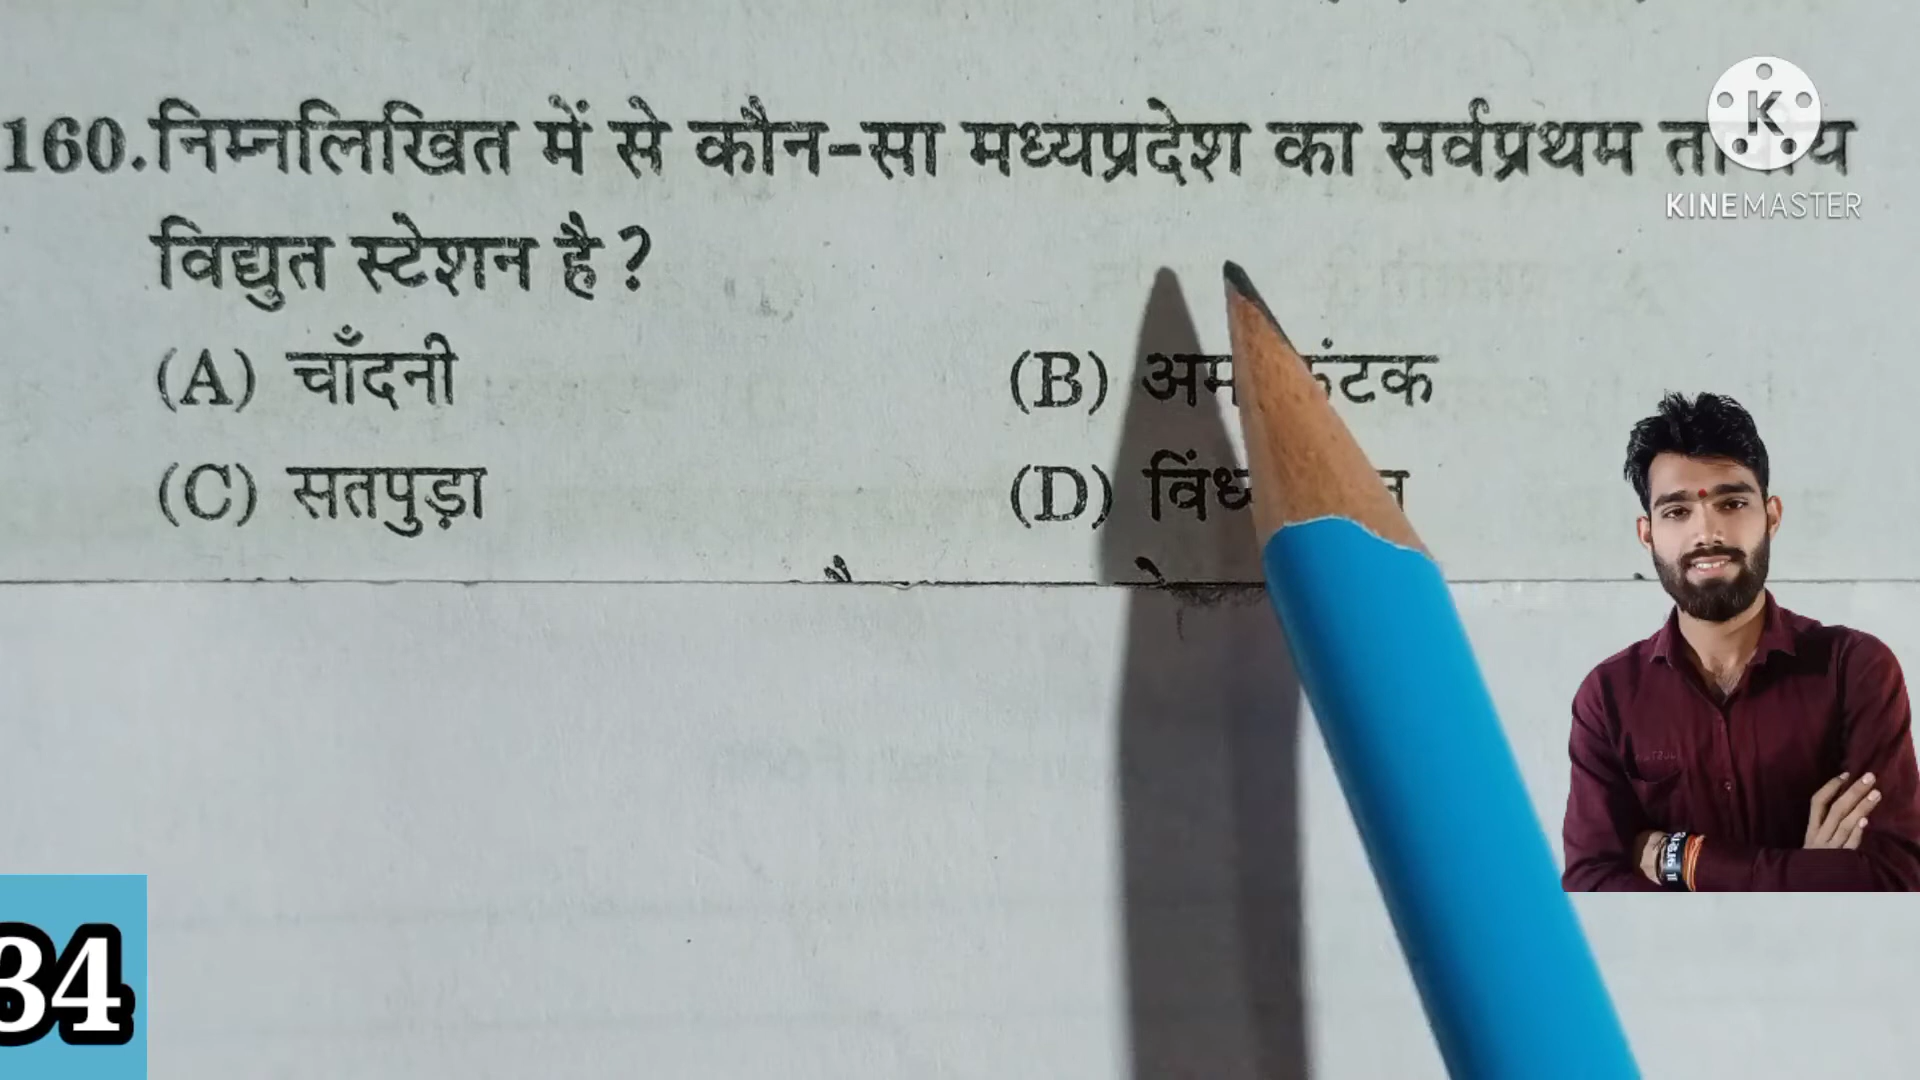 160. निम्नलिखित में से कौन-सा मध्यप्रदेश का सर्वप्रथम
विद्युत स्टेशन है ?
(A) चाँदनी
(B)
(C) सतपुड़ा
(D)
K
KINEMASTER
34